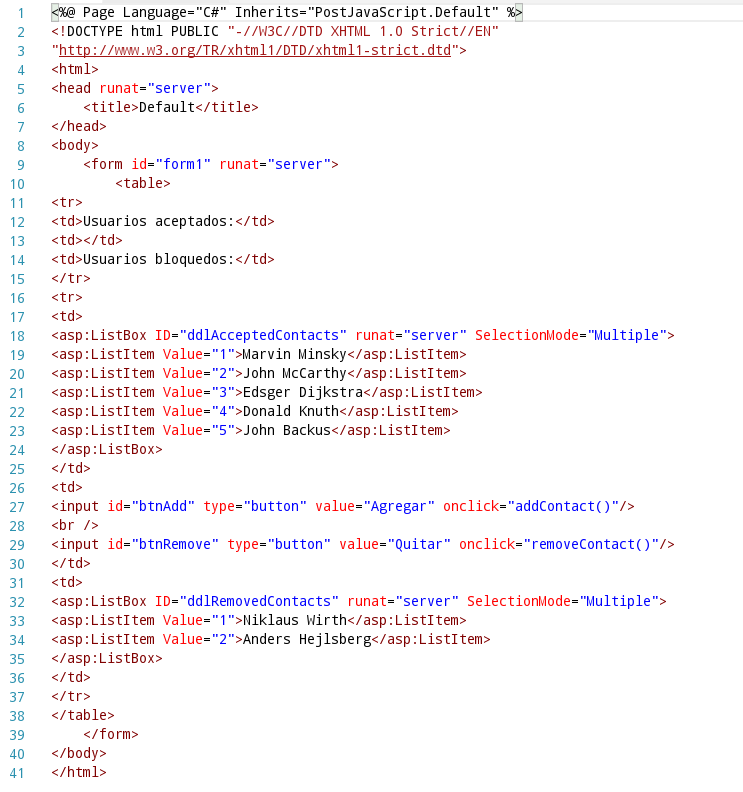 1 <%@ Page Language="C#" Inherits="PostJavaScript.Default" %>
2 <!DOCTYPE html PUBLIC "-//W3C//DTD XHTML 1.0 Strict//EN"
3 "http://www.w3.org/TR/xhtml1/DTD/xhtml1-strict.dtd">
4 <html>
5 <head runat="server">
6 <title>Default</title>
7 </head>
8 <body>
9 <form id="form1" runat="server">
10 <table>
11 <tr>
12 <td>Usuarios aceptados:</td>
13 <td></td>
14 <td>Usuarios bloquedos:</td>
15 </tr>
16 <tr>
17 <td>
18 <asp:ListBox ID="ddlAcceptedContacts" runat="server" SelectionMode="Multiple">
19 <asp:ListItem Value="1">Marvin Minsky</asp:ListItem>
20 <asp:ListItem Value="2">John McCarthy</asp:ListItem>
21 <asp:ListItem Value="3">Edsger Dijkstra</asp:ListItem>
22 <asp:ListItem Value="4">Donald Knuth</asp:ListItem>
23 <asp:ListItem Value="5">John Backus</asp:ListItem>
24 </asp:ListBox>
25 </td>
26 <td>
27 <input id="btnAdd" type="button" value="Agregar" onclick="addContact()"/>
28 <br />
29 <input id="btnRemove" type="button" value="Quitar" onclick="removeContact()"/>
30 </td>
31 <td>
32 <asp:ListBox ID="ddlRemovedContacts" runat="server" SelectionMode="Multiple">
33 <asp:ListItem Value="1">Niklaus Wirth</asp:ListItem>
34 <asp:ListItem Value="2">Anders Hejlsberg</asp:ListItem>
35 </asp:ListBox>
36 </td>
37 </tr>
38 </table>
39 </form>
40 </body>
41 </html>